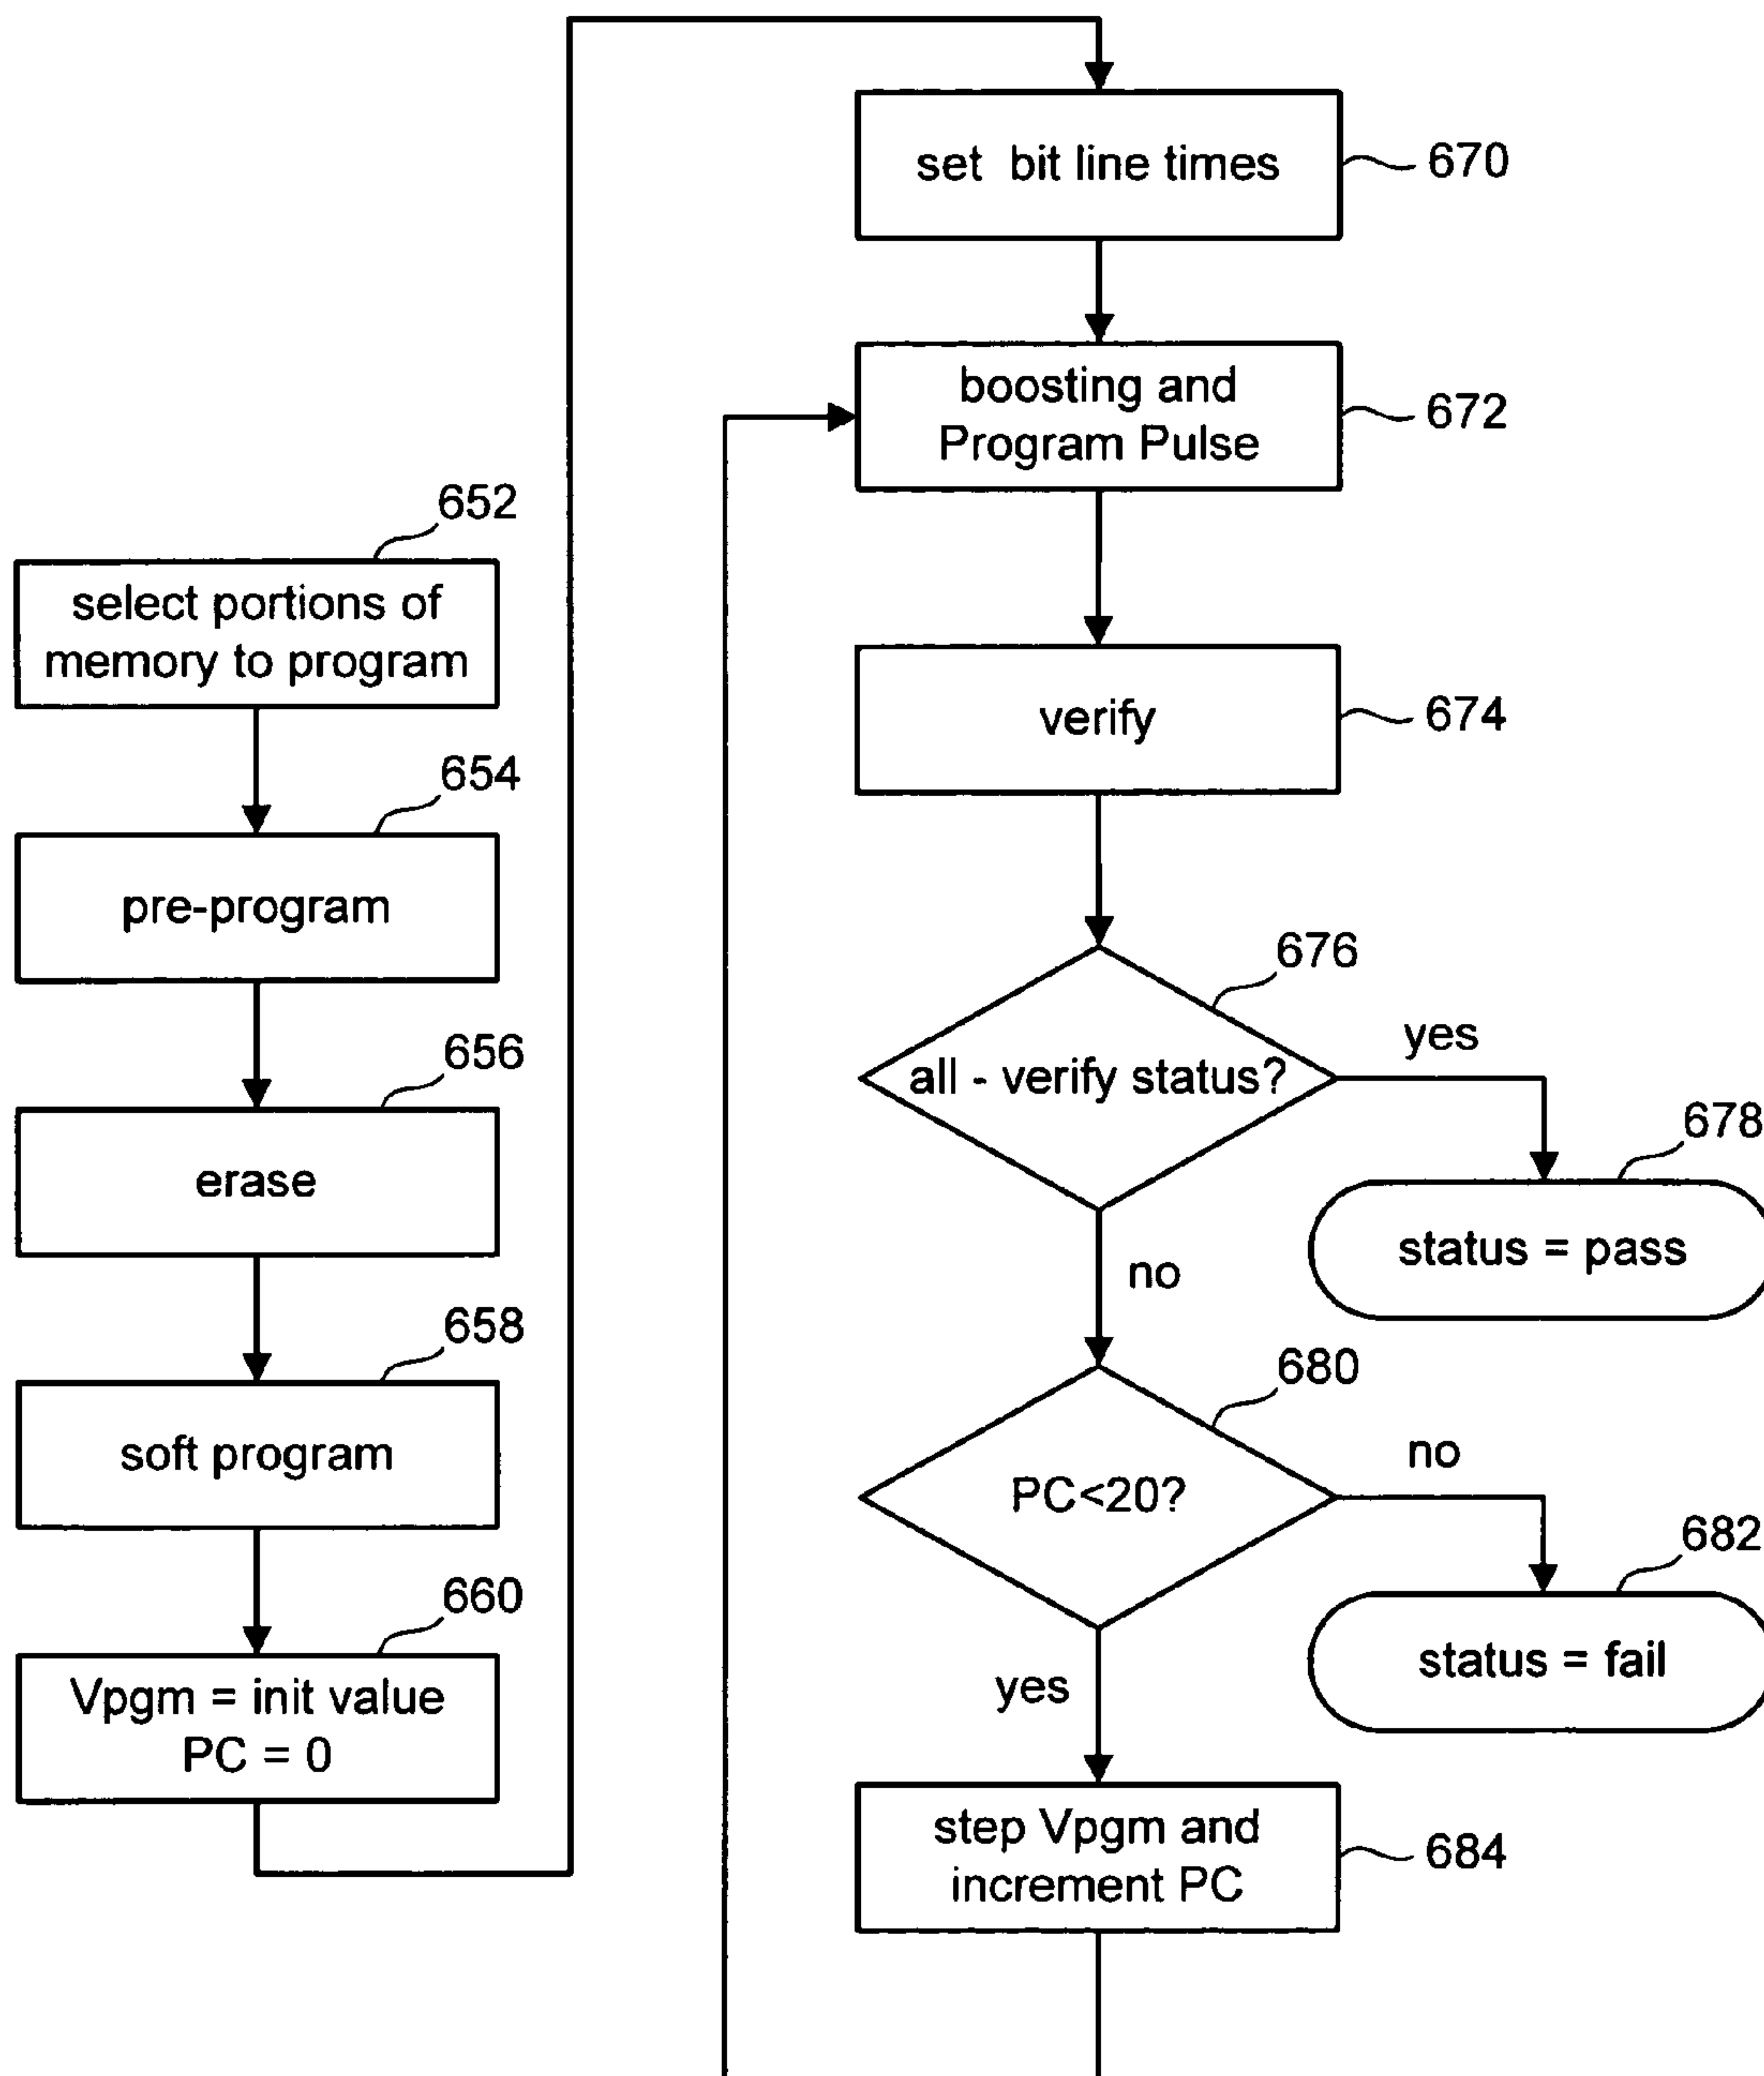 652
select portions of
memory to program
654
pre-program
656
erase
658
soft program
660
Vpgm = init value
PC = 0
set bit line times
670
boosting and
Program Pulse
672
verify
674
676
all - verify status?
yes
678
status = pass
no
680
PC<20?
no
682
status = fail
yes
step Vpgm and
increment PC
684